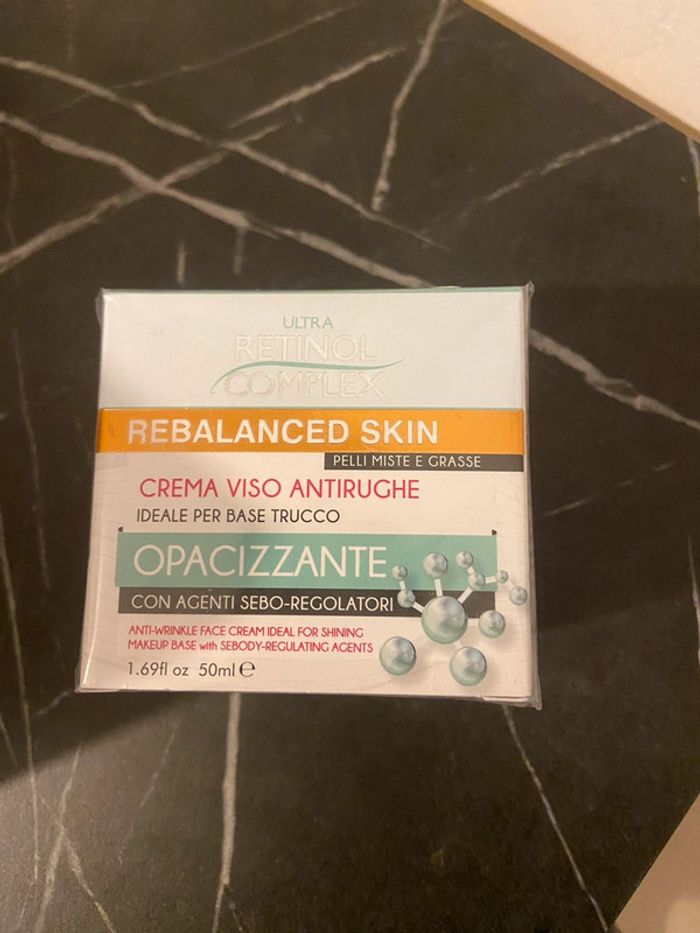 ULTRA
RETINOL
COMPLEX
REBALANCED SKIN
PELLI MISTE E GRASSE
CREMA VISO ANTIRUGHE
IDEALE PER BASE TRUCCO
OPACIZZANTE
CON AGENTI SEBO-REGOLATORI
ANTI-WRINKLE FACE CREAM IDEAL FOR SHINING
MAKEUP BASE with SEBODY-REGULATING AGENTS
1.69fl oz 50ml ℮